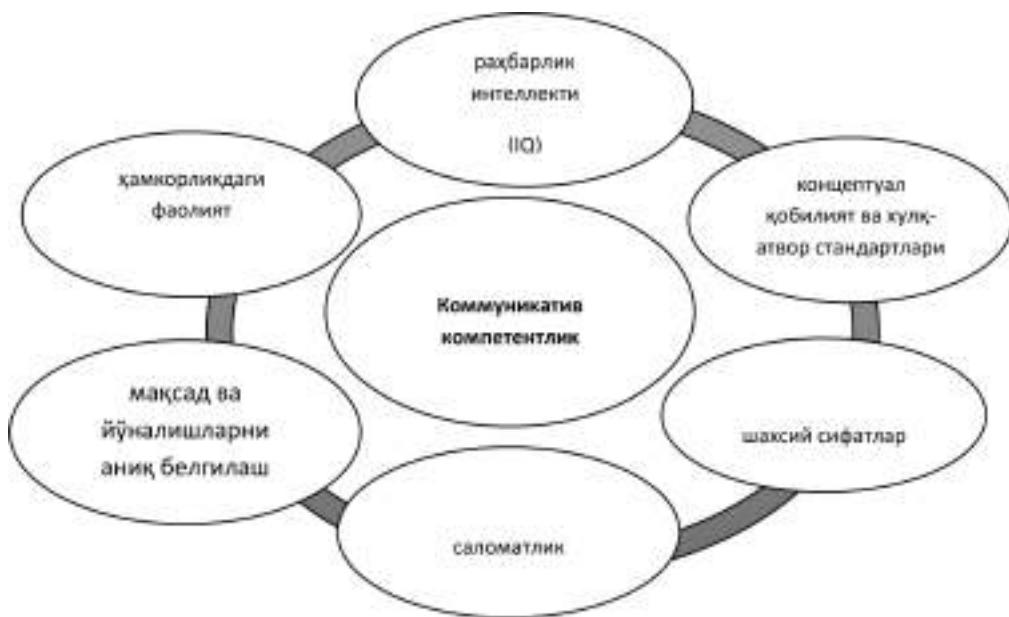 раҳбарлик
интеллекти
(IQ)
концептуал
қобилият ва хулқ-
атвор стандартлари
шахсий сифатлар
саломатлик
мақсад ва
йўналишларни
аниқ белгилаш
ҳамкорликдаги
фаолият
Коммуникатив
компетентлик